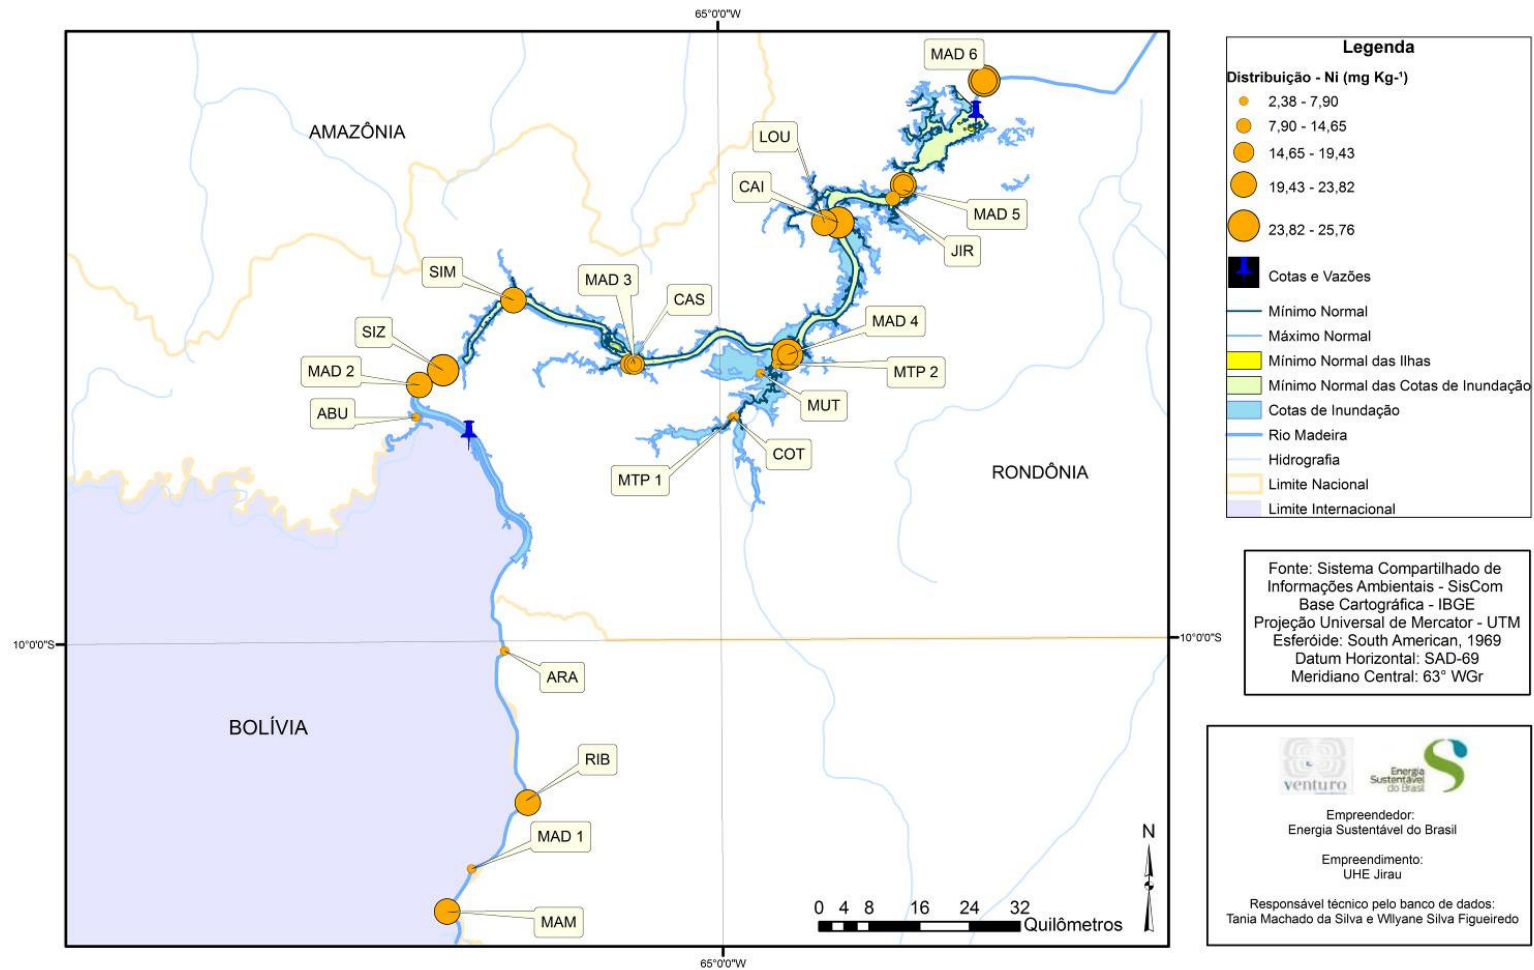 65°0'0"W
MAD 6
AMAZÔNIA
LOU
CAI
MAD 5
JIR
SIM
MAD 3
CAS
SIZ
MAD 4
MAD 2
MTP 2
ABU
MUT
COT
MTP 1
RONDÔNIA
10°0'0"S
10°0'0"S
ARA
BOLÍVIA
RIB
MAD 1
MAM
N
0 4 8 16 24 32
Quilômetros
65°0'0"W
Legenda
Distribuição - Ni (mg Kg-¹)
2,38 - 7,90
7,90 - 14,65
14,65 - 19,43
19,43 - 23,82
23,82 - 25,76
Cotas e Vazões
Mínimo Normal
Máximo Normal
Mínimo Normal das Ilhas
Mínimo Normal das Cotas de Inundação
Cotas de Inundação
Rio Madeira
Hidrografia
Limite Nacional
Limite Internacional
Fonte: Sistema Compartilhado de
Informações Ambientais - SisCom
Base Cartográfica - IBGE
Projeção Universal de Mercator - UTM
Esferóide: South American, 1969
Datum Horizontal: SAD-69
Meridiano Central: 63° WGr
venturo
Energia
Sustentável
do Brasil
Empreendedor:
Energia Sustentável do Brasil
Empreendimento:
UHE Jirau
Responsável técnico pelo banco de dados:
Tania Machado da Silva e Wllyane Silva Figueiredo